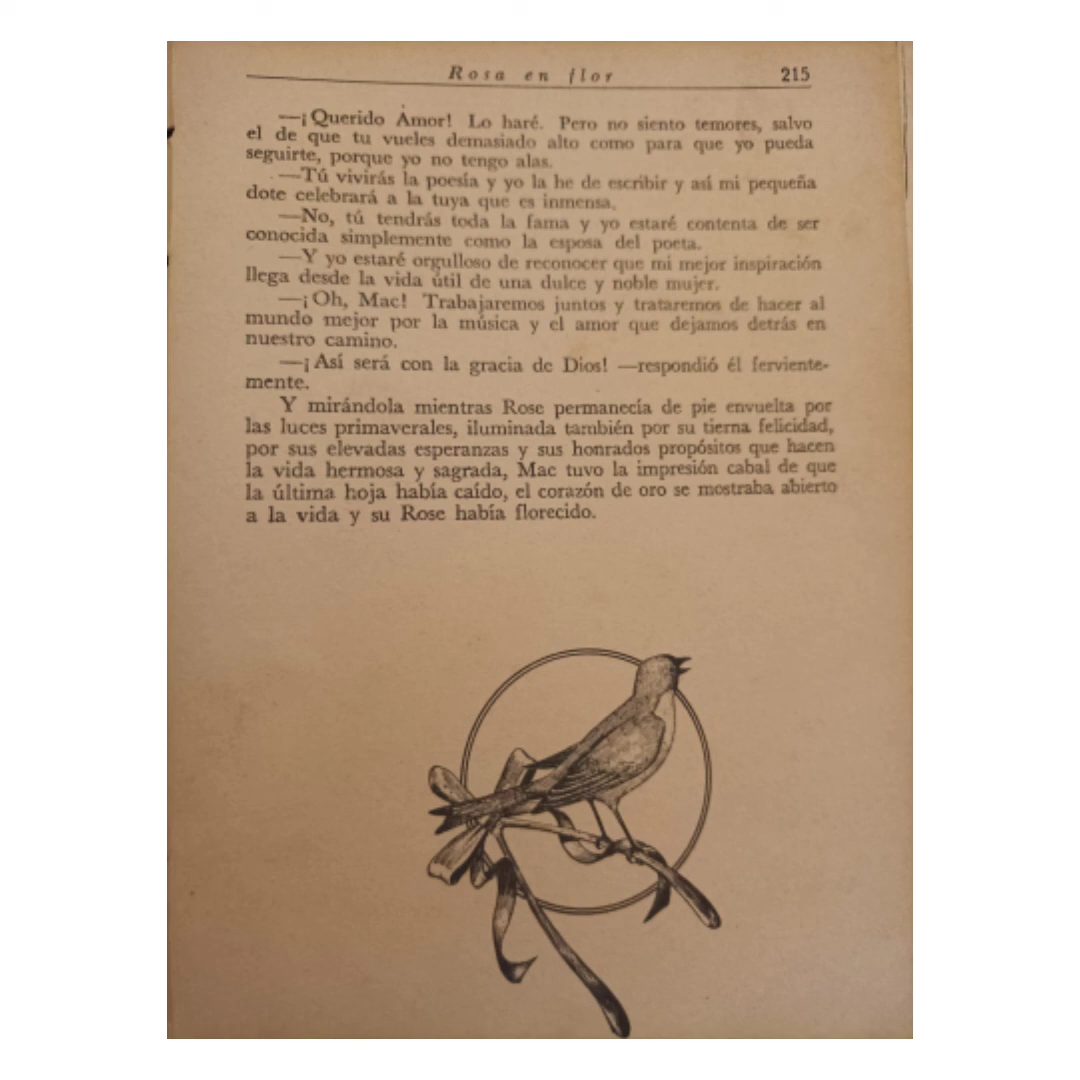 Rosa en flor 215
—¡Querido Amor! Lo haré. Pero no siento temores, salvo
el de que tu vueles demasiado alto como para que yo pueda
seguirte, porque yo no tengo alas.
—Tú vivirás la poesía y yo la he de escribir y así mi pequeña
dote celebrará a la tuya que es inmensa.
—No, tú tendrás toda la fama y yo estaré contenta de ser
conocida simplemente como la esposa del poeta.
—Y yo estaré orgulloso de reconocer que mi mejor inspiración
llega desde la vida útil de una dulce y noble mujer.
—¡Oh, Mac! Trabajaremos juntos y trataremos de hacer al
mundo mejor por la música y el amor que dejamos detrás en
nuestro camino.
—¡Así será con la gracia de Dios! —respondió él ferviente-
mente.
Y mirándola mientras Rose permanecía de pie envuelta por
las luces primaverales, iluminada también por su tierna felicidad,
por sus elevadas esperanzas y sus honrados propósitos que hacen
la vida hermosa y sagrada, Mac tuvo la impresión cabal de que
la última hoja había caído, el corazón de oro se mostraba abierto
a la vida y su Rose había florecido.